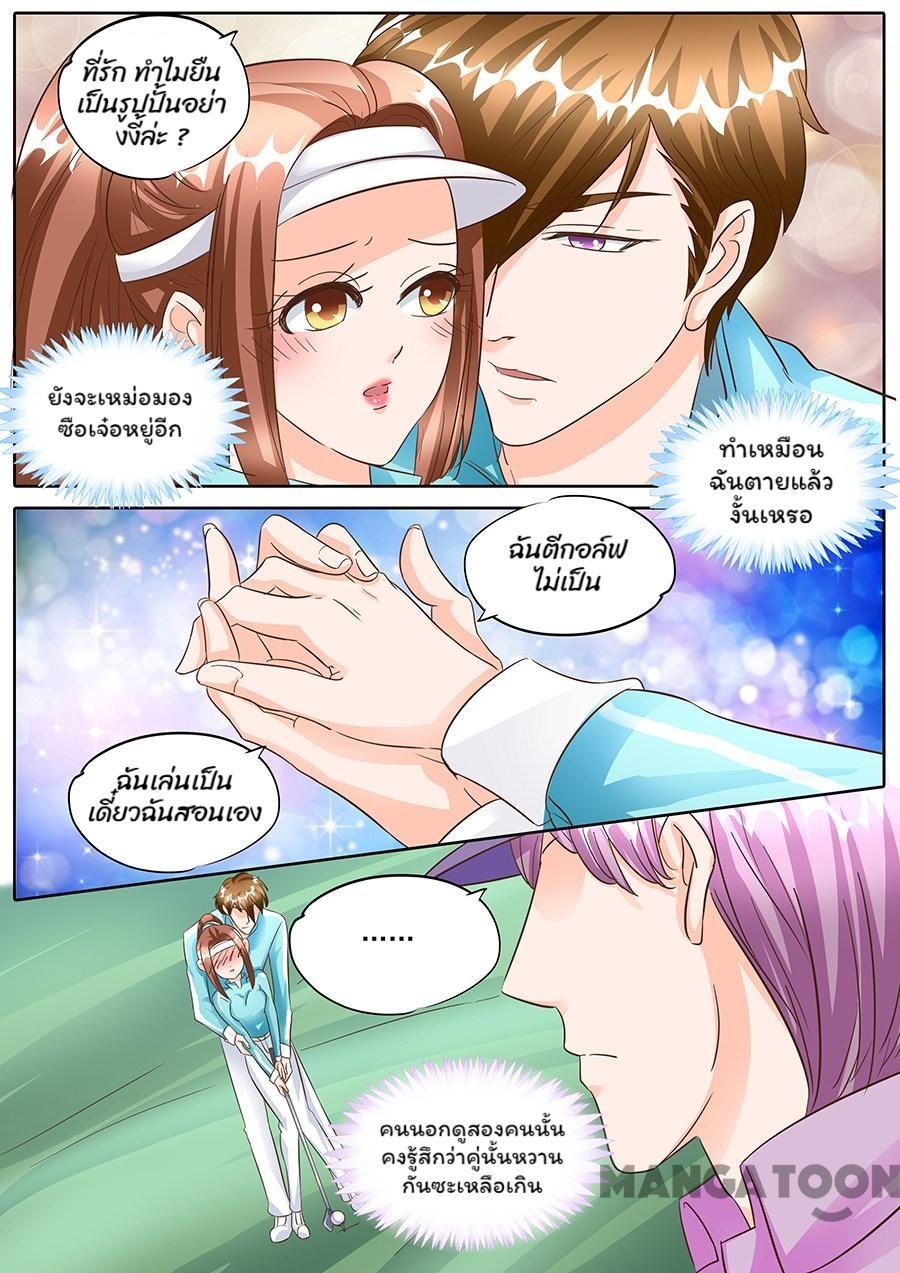 ที่รัก ทำไมยืน
เป็นรูปปั้นอย่า
งงี้ล่ะ ?
ยังจะเหม่อมอง
ซือเจ๋อหยู่อีก
ทำเหมือน
ฉันตายแล้ว
งั้นเหรอ
ฉันตีกอล์ฟ
ไม่เป็น
ฉันเล่นเป็น
เดี๋ยวฉันสอนเอง
......
คนนอกดูสองคนนั้น
คงรู้สึกว่าคู่นั้นหวาน
กันซะเหลือเกิน
MANGATOON